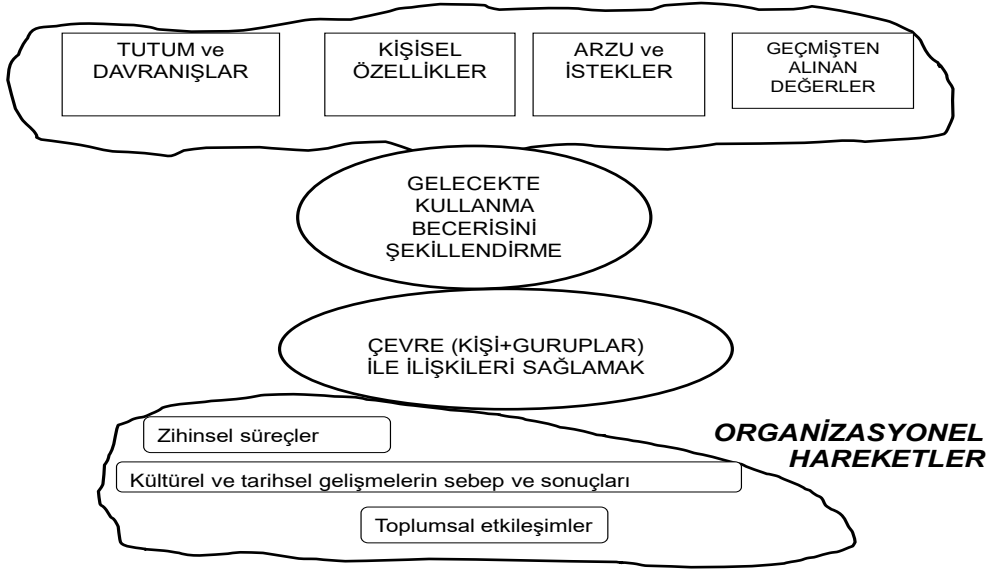 TUTUM ve
DAVRANIŞLAR
KİŞİSEL
ÖZELLİKLER
ARZU ve
İSTEKLER
GEÇMİŞTEN
ALINAN
DEĞERLER
GELECEKTE
KULLANMA
BECERİSİNİ
ŞEKİLLENDİRME
ÇEVRE (KİŞİ+GURUPLAR)
İLE İLİŞKİLERİ SAĞLAMAK
Zihinsel süreçler
ORGANİZASYONEL
HAREKETLER
Kültürel ve tarihsel gelişmelerin sebep ve sonuçları
Toplumsal etkileşimler